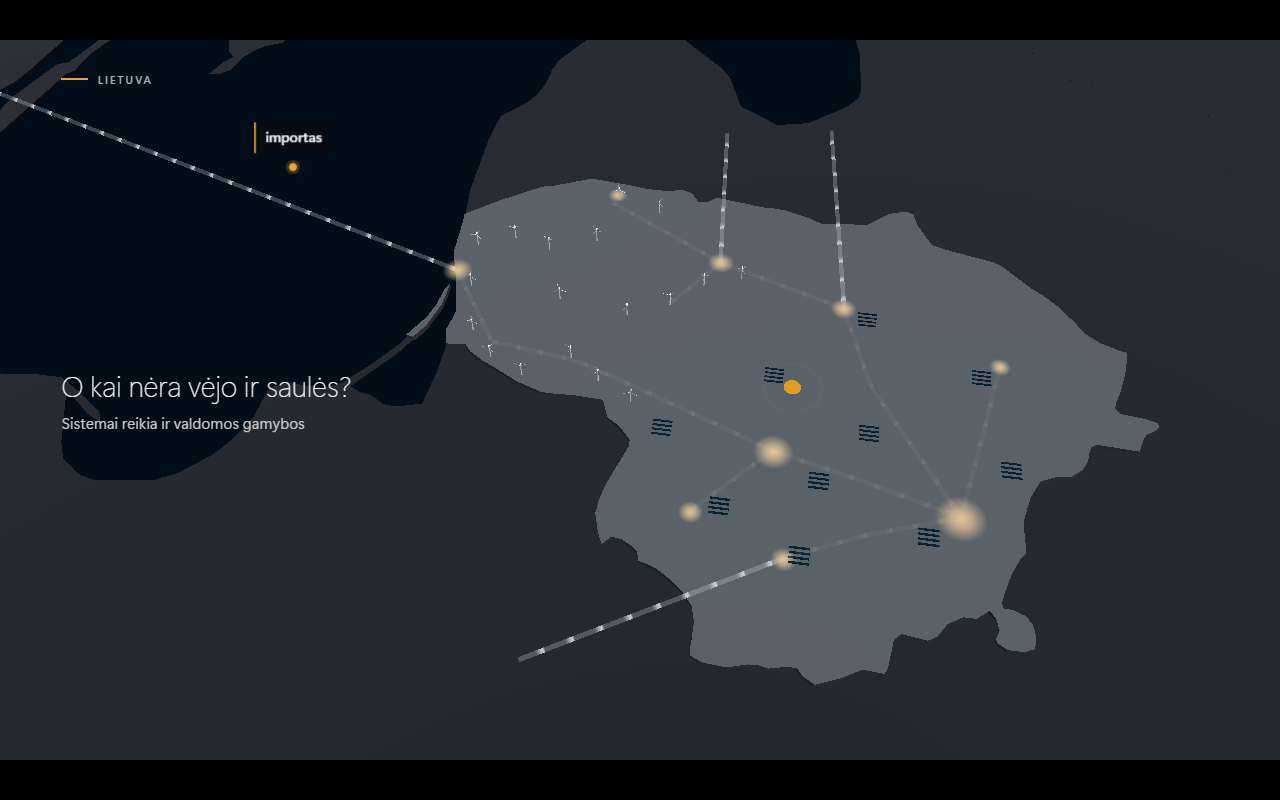 LIETUVA
importas
O kai nėra vėjo ir saulės?
Sistemai reikia ir valdomos gamybos